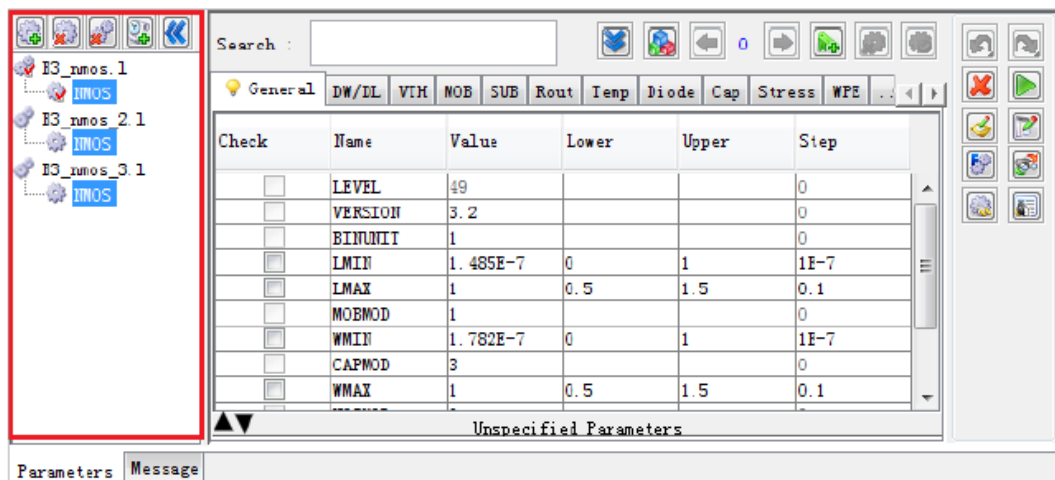 Search :
0
B3_nmos.1
NMOS
B3_nmos_2.1
NMOS
B3_nmos_3.1
NMOS
General DW/DL VTH MOB SUB Rout Temp Diode Cap Stress WPE ..
Check Name Value Lower Upper Step
LEVEL 49 0
VERSION 3.2 0
BINUNIT 1 0
LMIN 1.485E-7 0 1 1E-7
LMAX 1 0.5 1.5 0.1
MOBMOD 1 0
WMIN 1.782E-7 0 1 1E-7
CAPMOD 3 0
WMAX 1 0.5 1.5 0.1
Unspecified Parameters
Parameters Message